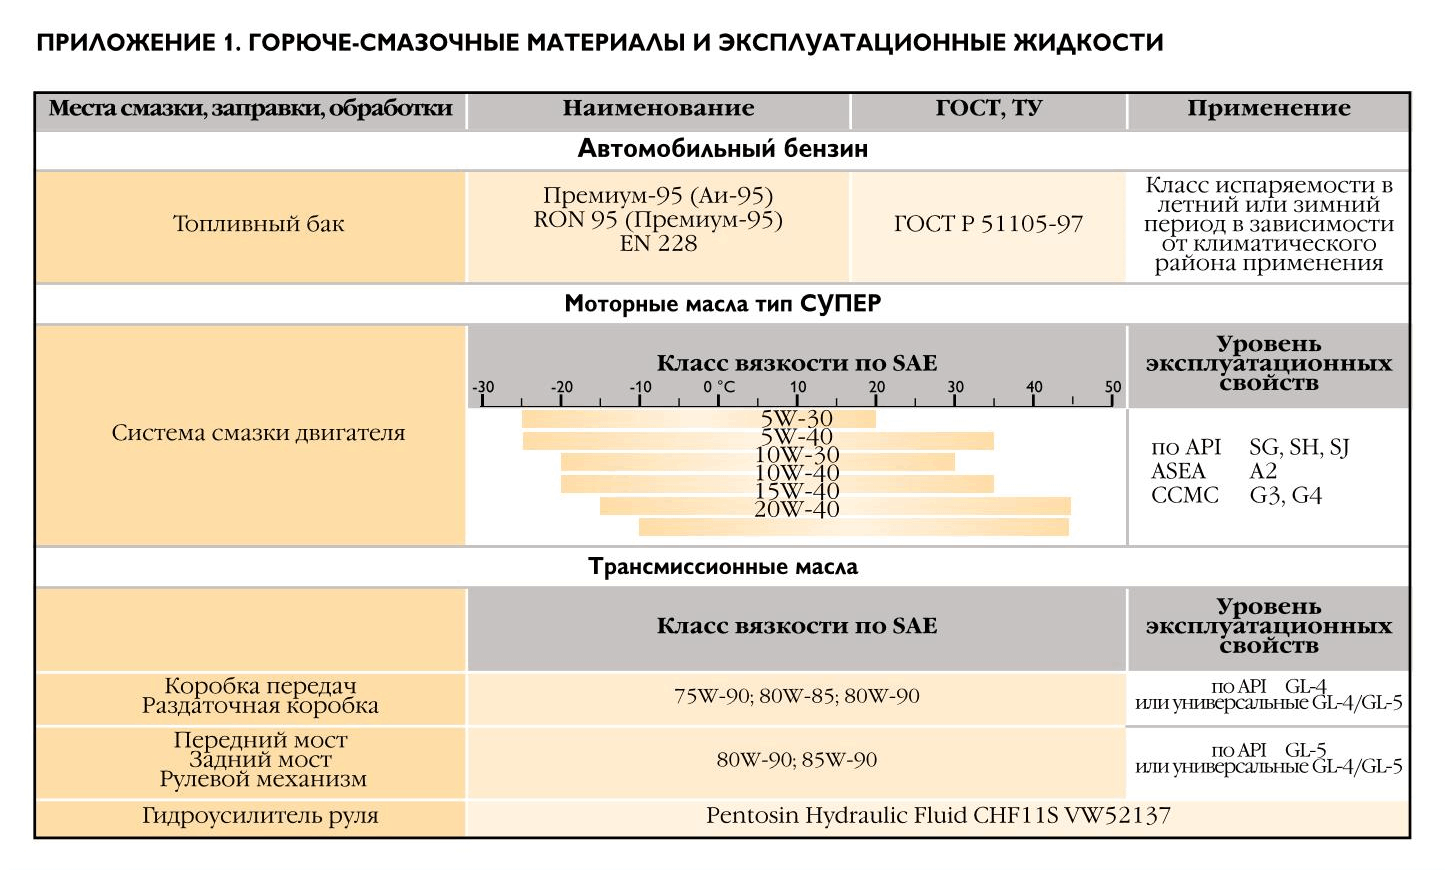 ПРИЛОЖЕНИЕ 1. ГОРЮЧЕ-СМАЗОЧНЫЕ МАТЕРИАЛЫ И ЭКСПЛУАТАЦИОННЫЕ ЖИДКОСТИ
Места смазки, заправки, обработки Наименование ГОСТ, ТУ Применение
Автомобильный бензин
Топливный бак
Премиум-95 (Аи-95)
RON 95 (Премиум-95)
EN 228
ГОСТ Р 51105-97
Класс испаряемости в
летний или зимний
период в зависимости
от климатического
района применения
Моторные масла тип СУПЕР
Система смазки двигателя
Класс вязкости по SAE
-30 -20 -10 0 °C 10 20 30 40 50
5W-30
5W-40
10W-30
10W-40
15W-40
20W-40
Уровень
эксплуатационных
свойств
по API SG, SH, SJ
ASEA A2
CCMC G3, G4
Трансмиссионные масла
Класс вязкости по SAE
Уровень
эксплуатационных
свойств
Коробка передач
Раздаточная коробка
75W-90; 80W-85; 80W-90
по API GL-4
или универсальные GL-4/GL-5
Передний мост
Задний мост
Рулевой механизм
80W-90; 85W-90
по API GL-5
или универсальные GL-4/GL-5
Гидроусилитель руля
Pentosin Hydraulic Fluid CHF11S VW52137